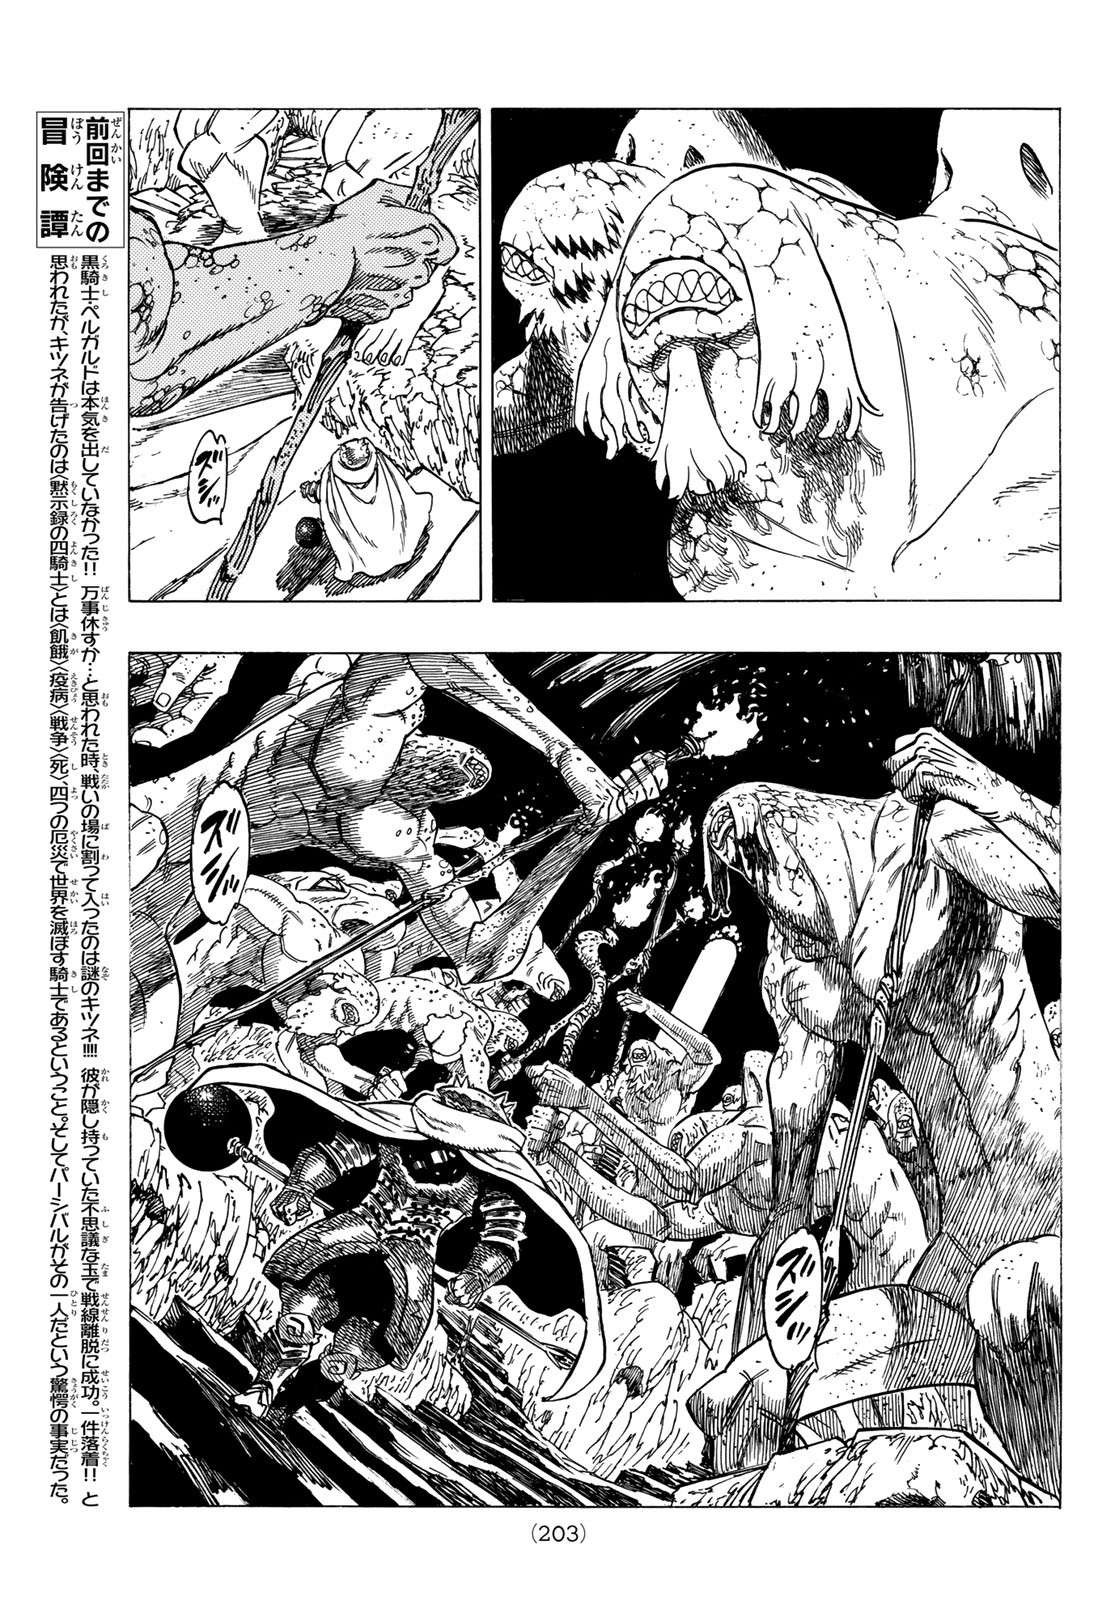 前回までの
冒険譚
黒騎士・ペルガルドは本気を出していなかった!! 万事休すか…と思われた時、戦いの場に割って入ったのは謎のキツネ!!!! 彼が隠し持っていた不思議な玉で戦線離脱に成功。一件落着!! と
思われたが、キツネが告げたのは〈黙示録の四騎士〉とは〈飢餓〉〈疫病〉〈戦争〉〈死〉四つの厄災で世界を滅ぼす騎士であるということ。そしてパーシバルがその一人だという驚愕の事実だった。
ズシ
ズシ
ズシ
(203)